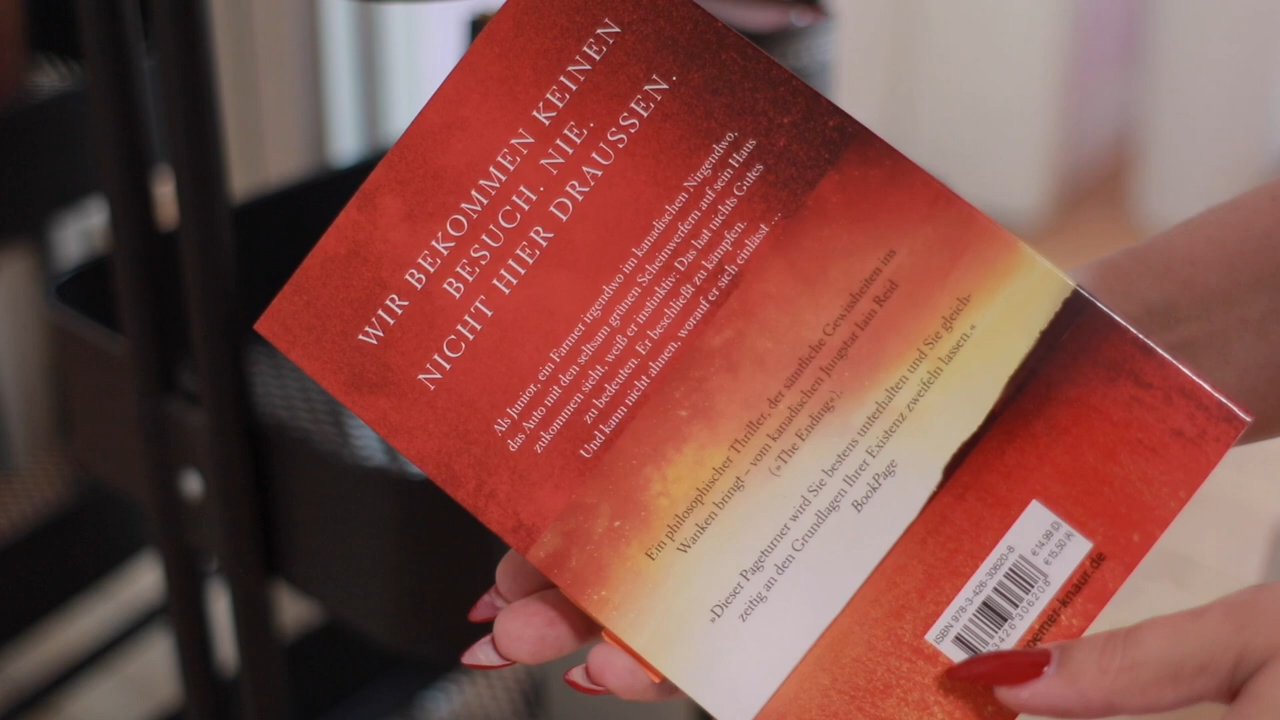 WIR BEKOMMEN KEINEN
BESUCH. NIE.
NICHT HIER DRAUSSEN.
Als Junior, ein Farmer irgendwo im kanadischen Nirgendwo,
das Auto mit den seltsam grünen Scheinwerfern auf sein Haus
zukommen sieht, weiß er instinktiv: Das hat nichts Gutes
zu bedeuten. Er beschließt zu kämpfen.
Und kann nicht ahnen, worauf er sich einlässt ...
Ein philosophischer Thriller, der sämtliche Gewissheiten ins
Wanken bringt – vom kanadischen Jungstar Iain Reid
(»The Ending«).
»Dieser Pageturner wird Sie bestens unterhalten und Sie gleich-
zeitig an den Grundlagen Ihrer Existenz zweifeln lassen.«
BookPage
ISBN 978-3-426-30620-8
€ 14,99 (D)
€ 15,50 (A)
426306208
oemer-knaur.de